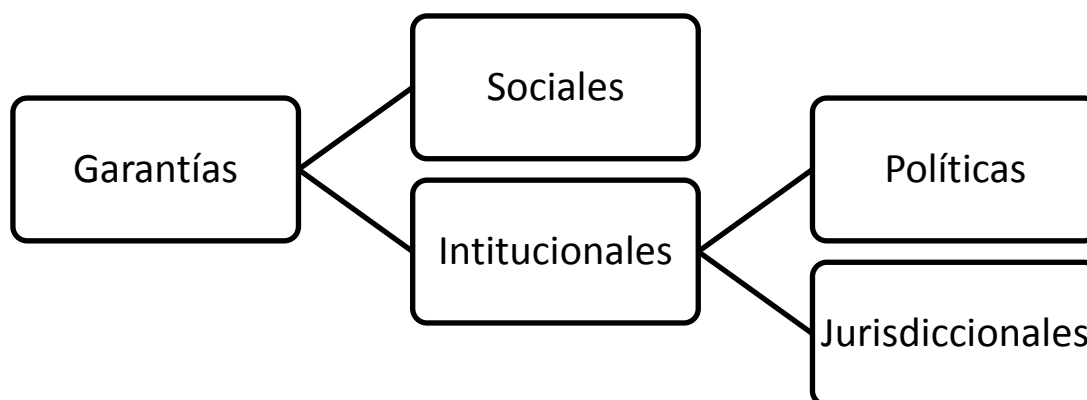 Garantías
Sociales
Intitucionales
Políticas
Jurisdiccionales